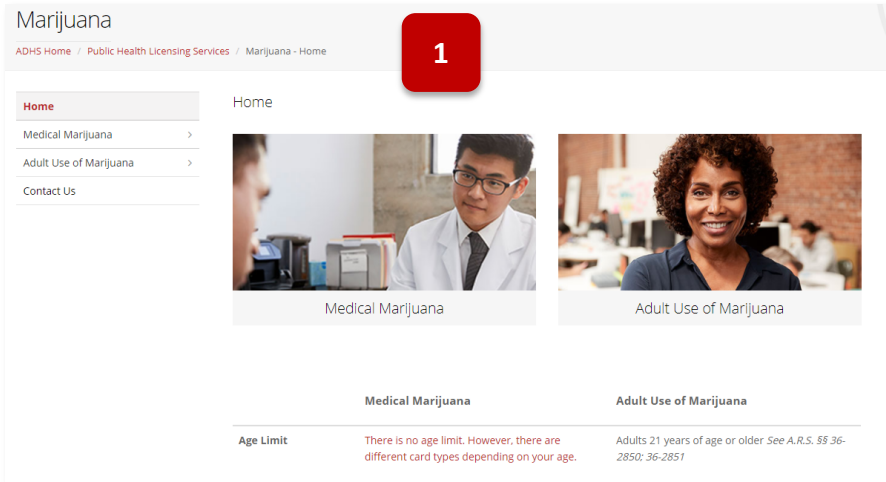 Marijuana
ADHS Home / Public Health Licensing Services / Marijuana - Home
1
Home
Medical Marijuana
Adult Use of Marijuana
Contact Us
Home
Medical Marijuana
Adult Use of Marijuana
Medical Marijuana
Adult Use of Marijuana
Age Limit
There is no age limit. However, there are
different card types depending on your age.
Adults 21 years of age or older See A.R.S. §§ 36-
2850; 36-2851